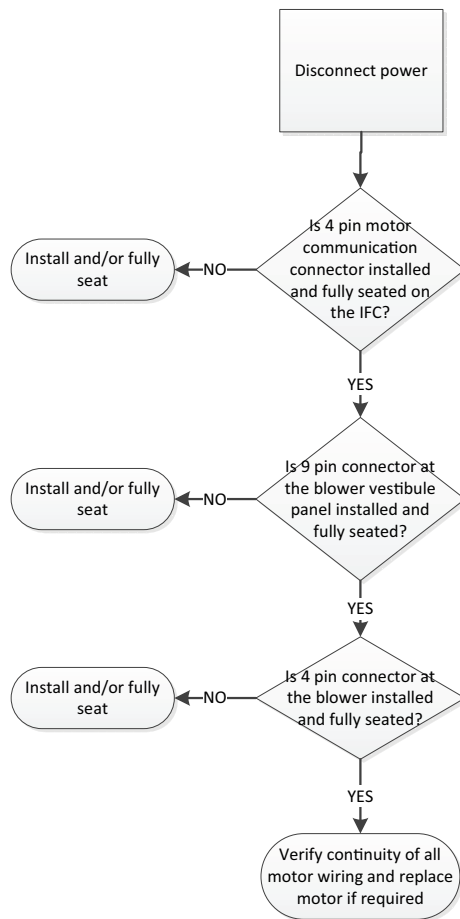 Disconnect power
Is 4 pin motor
communication
connector installed
and fully seated on
the IFC?
NO
Install and/or fully
seat
YES
Is 9 pin connector at
the blower vestibule
panel installed and
fully seated?
NO
Install and/or fully
seat
YES
Is 4 pin connector at
the blower installed
and fully seated?
NO
Install and/or fully
seat
YES
Verify continuity of all
motor wiring and replace
motor if required